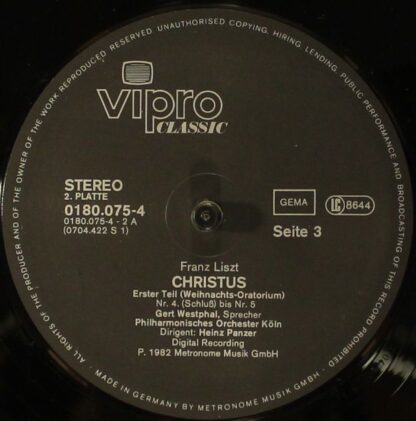 ALL RIGHTS OF THE PRODUCER AND OF THE OWNER OF THE WORK REPRODUCED RESERVED UNAUTHORISED COPYING, HIRING, LENDING, PUBLIC PERFORMANCE AND BROADCASTING OF THIS RECORD PROHIBITED
vipro
CLASSIC
STEREO
2. PLATTE
0180.075-4
0180.075-4 - 2 A
(0704.422 S 1)
GEMA
LC 8644
Seite 3
Franz Liszt
CHRISTUS
Erster Teil (Weihnachts-Oratorium)
Nr. 4. (Schluß) bis Nr. 5
Gert Westphal, Sprecher
Philharmonisches Orchester Köln
Dirigent: Heinz Panzer
Digital Recording
P. 1982 Metronome Musik GmbH
· MADE IN GERMANY BY METRONOME MUSIK GMBH ·